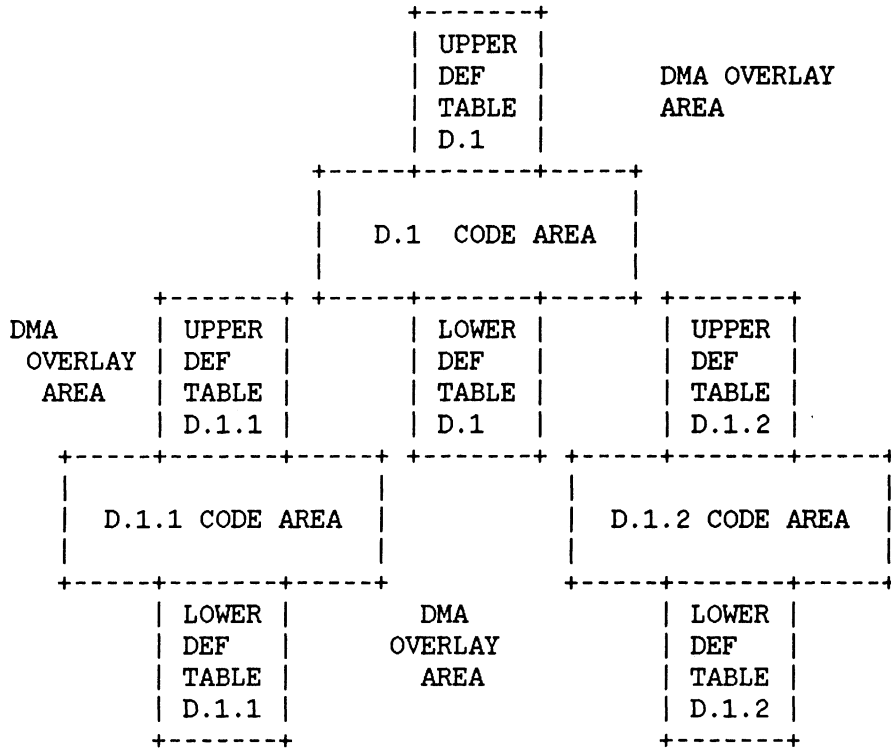 UPPER
DEF DMA OVERLAY
TABLE AREA
D.1
D.1 CODE AREA
DMA UPPER LOWER UPPER
OVERLAY DEF DEF DEF
AREA TABLE TABLE TABLE
D.1.1 D.1 D.1.2
D.1.1 CODE AREA D.1.2 CODE AREA
LOWER DMA LOWER
DEF OVERLAY DEF
TABLE AREA TABLE
D.1.1 D.1.2